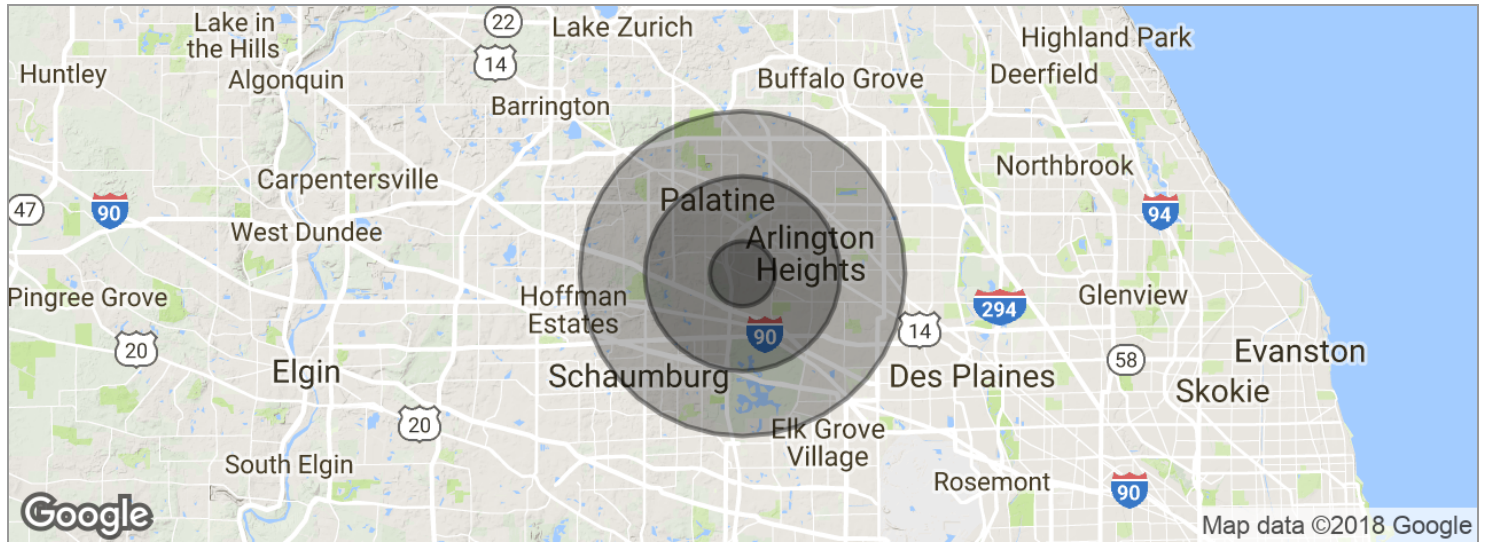 Lake in
the Hills
22
Lake Zurich
Highland Park
14
Huntley
Algonquin
Buffalo Grove
Deerfield
Barrington
Northbrook
Carpentersville
Palatine
47
90
94
West Dundee
Arlington
Heights
Pingree Grove
Hoffman
Estates
Glenview
294
90
14
20
58
Evanston
Elgin
Schaumburg
Des Plaines
Skokie
20
Elk Grove
Village
South Elgin
Rosemont
90
Google
Map data ©2018 Google